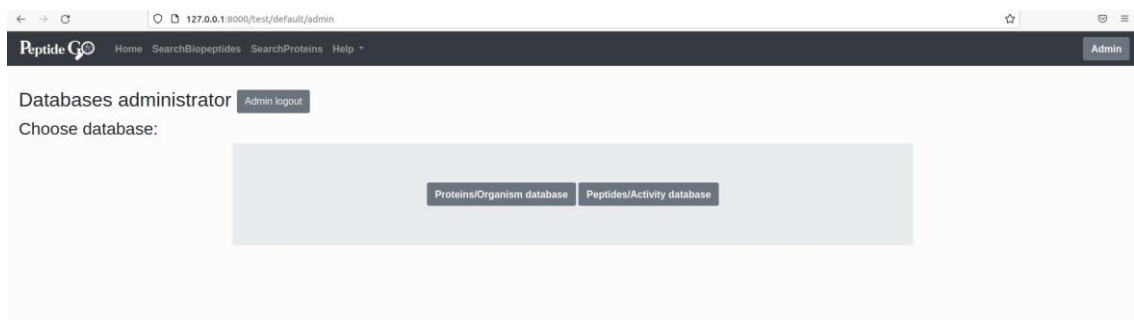 127.0.0.1:8000/test/default/admin
Peptide GO Home SearchBiopeptides SearchProteins Help Admin
Databases administrator Admin logout
Choose database:
Proteins/Organism database Peptides/Activity database